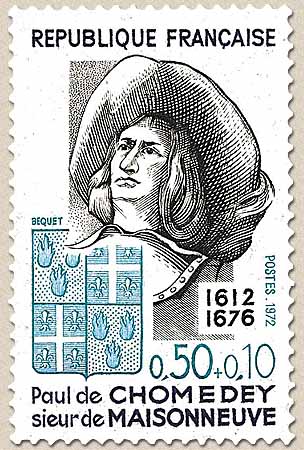 REPUBLIQUE FRANÇAISE
BEQUET
1612
1676
POSTES . 1972
0,50+0,10
Paul de CHOMEDEY
sieur de MAISONNEUVE